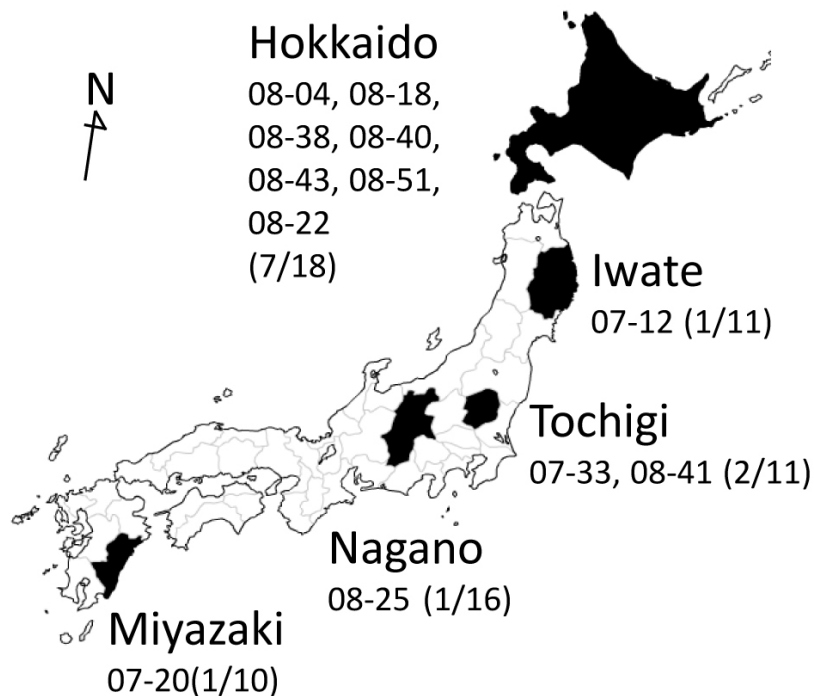 Hokkaido
08-04, 08-18,
08-38, 08-40,
08-43, 08-51,
08-22
(7/18)
N
Iwate
07-12 (1/11)
Tochigi
07-33, 08-41 (2/11)
Nagano
08-25 (1/16)
Miyazaki
07-20(1/10)